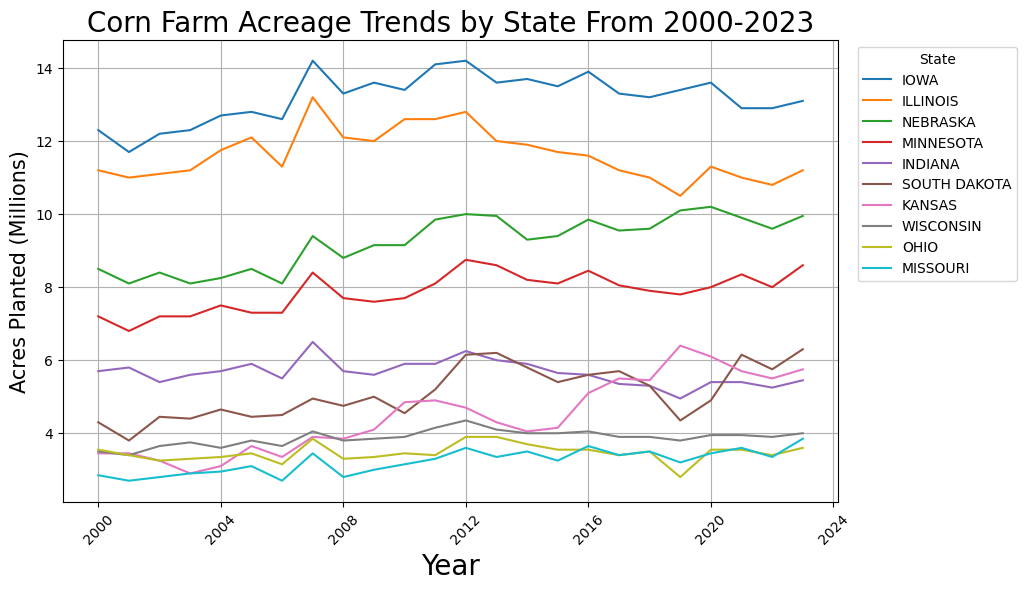 Corn Farm Acreage Trends by State From 2000-2023
Acres Planted (Millions)
14
12
10
8
6
4
2000
2004
2008
2012
2016
2020
2024
Year
State
IOWA
ILLINOIS
NEBRASKA
MINNESOTA
INDIANA
SOUTH DAKOTA
KANSAS
WISCONSIN
OHIO
MISSOURI